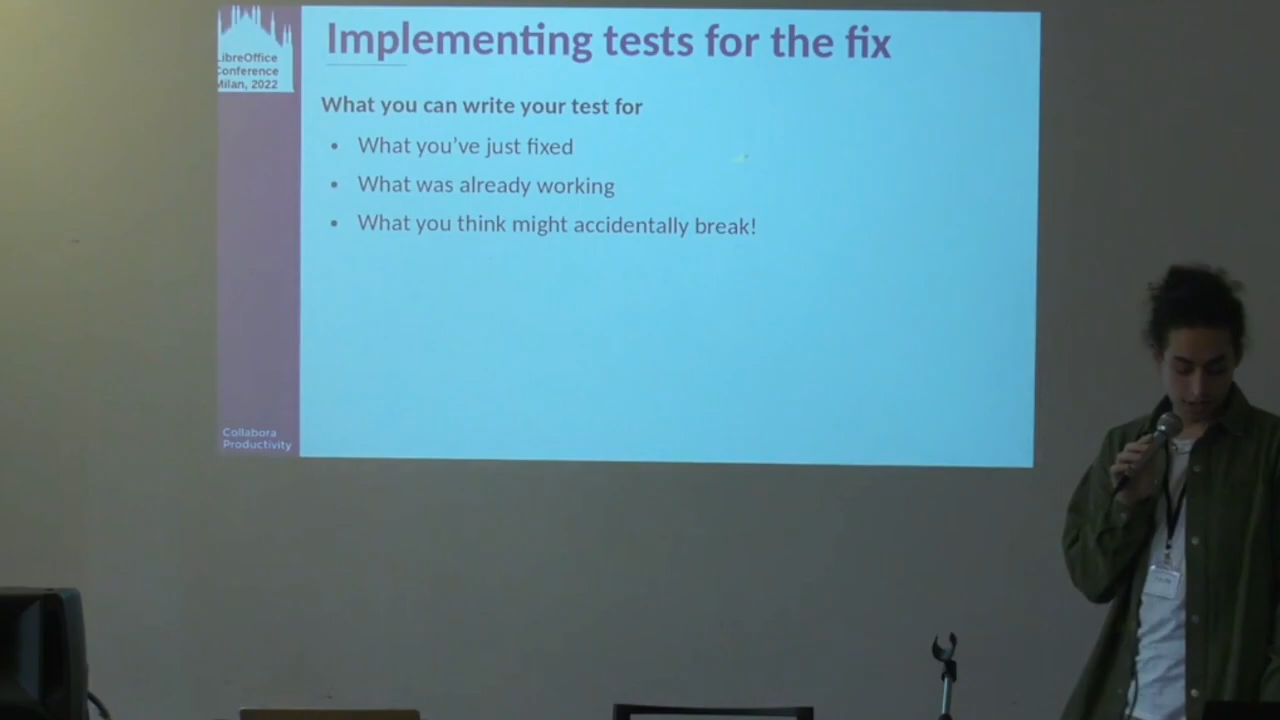 LibreOffice
Conference
Milan, 2022
Implementing tests for the fix
What you can write your test for
• What you've just fixed
• What was already working
• What you think might accidentally break!
Collabora
Productivity